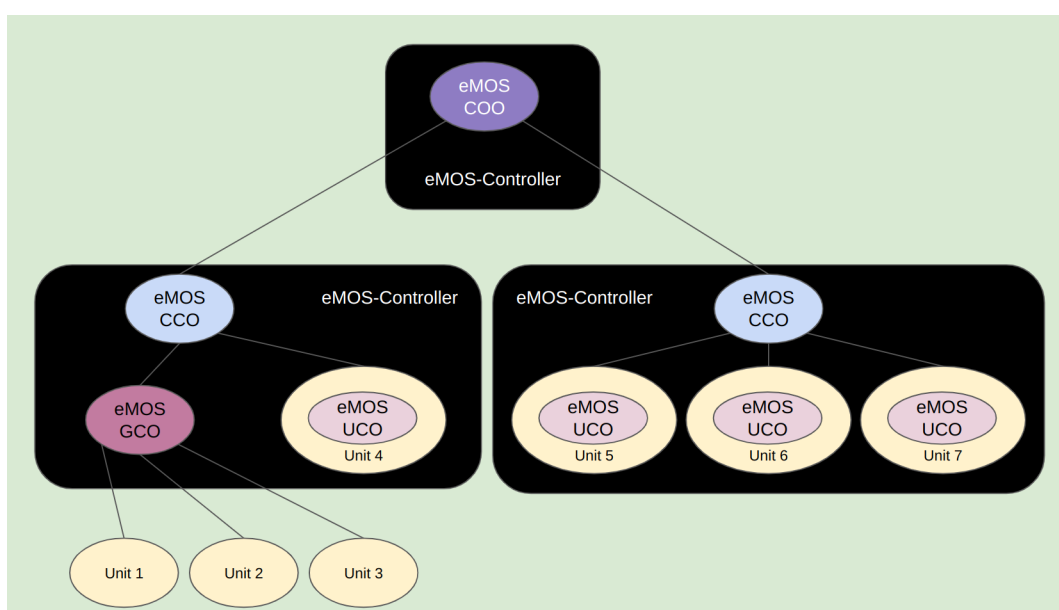 eMOS
COO
eMOS-Controller
eMOS
CCO
eMOS-Controller
eMOS-Controller
eMOS
CCO
eMOS
GCO
eMOS
UCO
Unit 4
eMOS
UCO
Unit 5
eMOS
UCO
Unit 6
eMOS
UCO
Unit 7
Unit 1
Unit 2
Unit 3